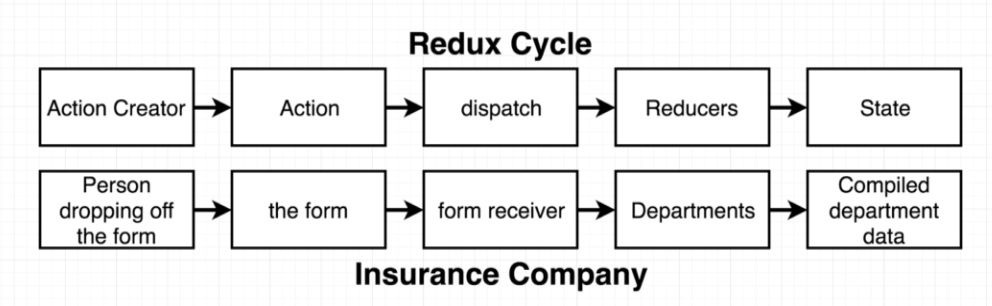 Redux Cycle
Action Creator
Action
dispatch
Reducers
State
Person
dropping off
the form
the form
form receiver
Departments
Compiled
department
data
Insurance Company